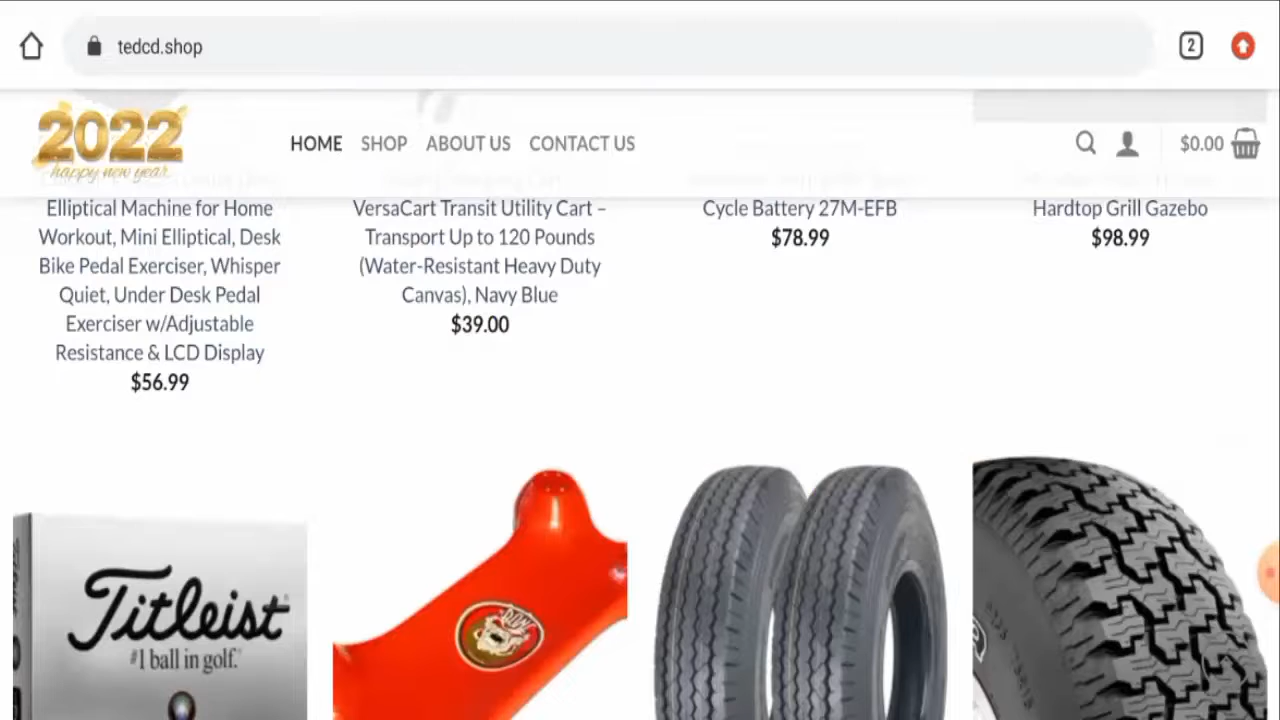 tedcd.shop
2
2022
happy new year
HOME SHOP ABOUT US CONTACT US
$0.00
Elliptical Machine for Home
Workout, Mini Elliptical, Desk
Bike Pedal Exerciser, Whisper
Quiet, Under Desk Pedal
Exerciser w/Adjustable
Resistance & LCD Display
$56.99
VersaCart Transit Utility Cart –
Transport Up to 120 Pounds
(Water-Resistant Heavy Duty
Canvas), Navy Blue
$39.00
Cycle Battery 27M-EFB
$78.99
Hardtop Grill Gazebo
$98.99
Titleist
#1 ball in golf.